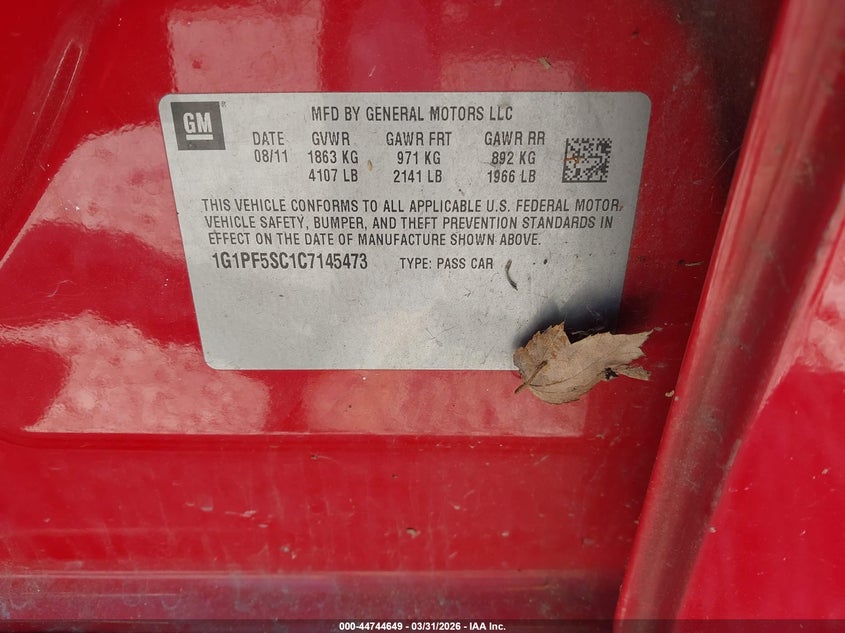 GM
MFD BY GENERAL MOTORS LLC
DATE GVWR GAWR FRT GAWR RR
08/11 1863 KG 971 KG 892 KG
4107 LB 2141 LB 1966 LB
THIS VEHICLE CONFORMS TO ALL APPLICABLE U.S. FEDERAL MOTOR
VEHICLE SAFETY, BUMPER, AND THEFT PREVENTION STANDARDS IN
EFFECT ON THE DATE OF MANUFACTURE SHOWN ABOVE.
1G1PF5SC1C7145473 TYPE: PASS CAR
000-44744649 - 03/31/2026 - IAA Inc.